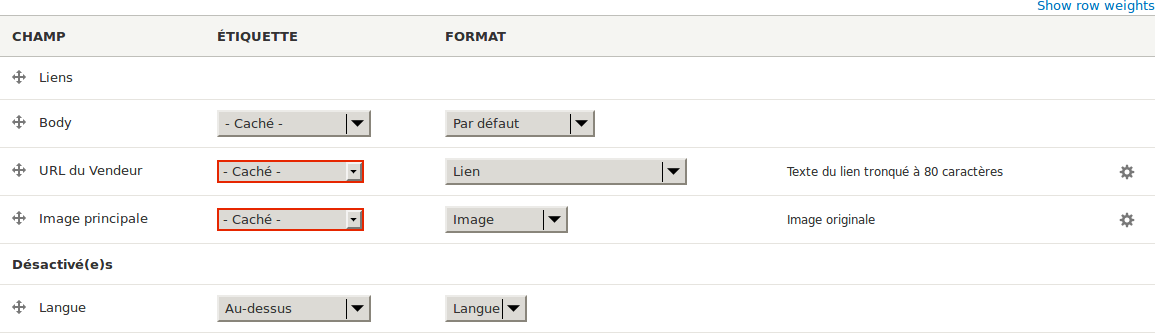 Show row weights
CHAMP ÉTIQUETTE FORMAT
Liens
Body - Caché - Par défaut
URL du Vendeur - Caché - Lien Texte du lien tronqué à 80 caractères
Image principale - Caché - Image Image originale
Désactivé(e)s
Langue Au-dessus Langue